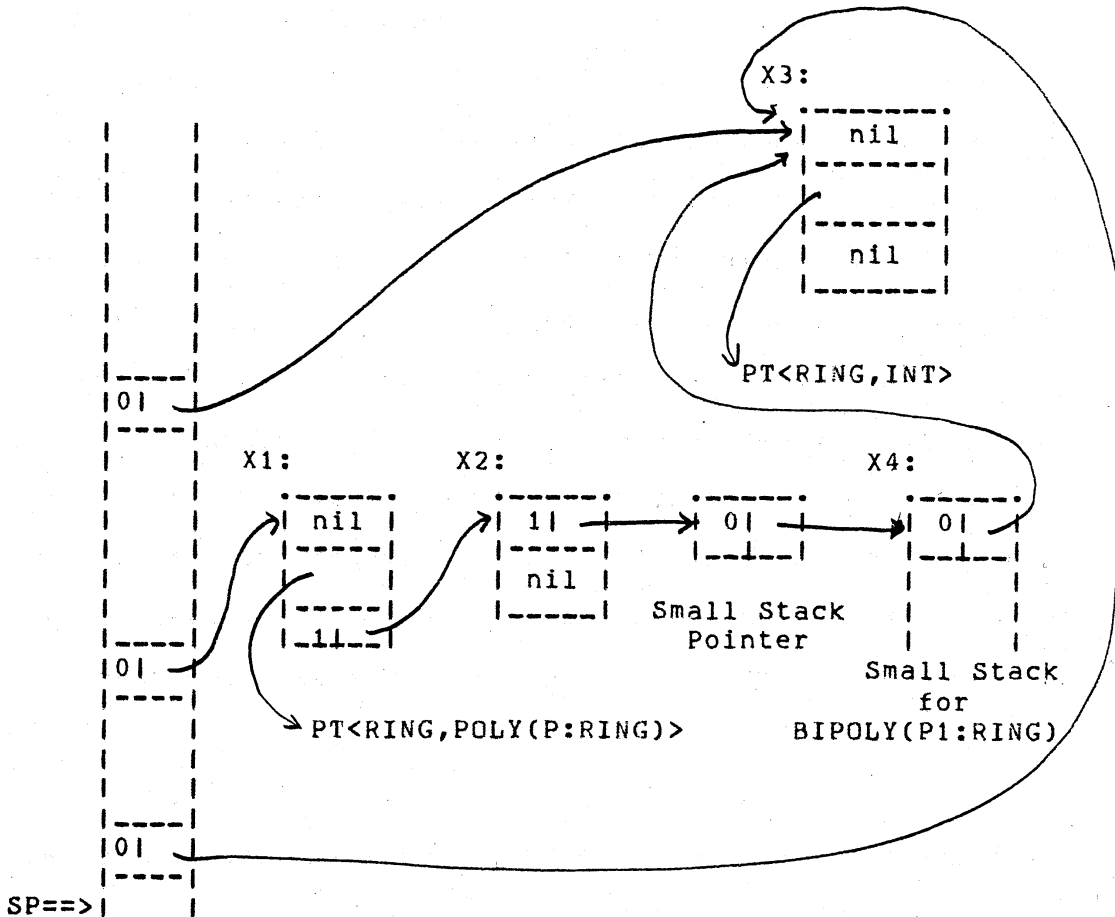 X3:
nil
nil
PT<RING,INT>
0|
X1:
X2:
X4:
nil
1|
0|
0|
nil
1|
Small Stack
Pointer
0|
Small Stack
for
BIPOLY(P1:RING)
PT<RING,POLY(P:RING)>
0|
SP==>